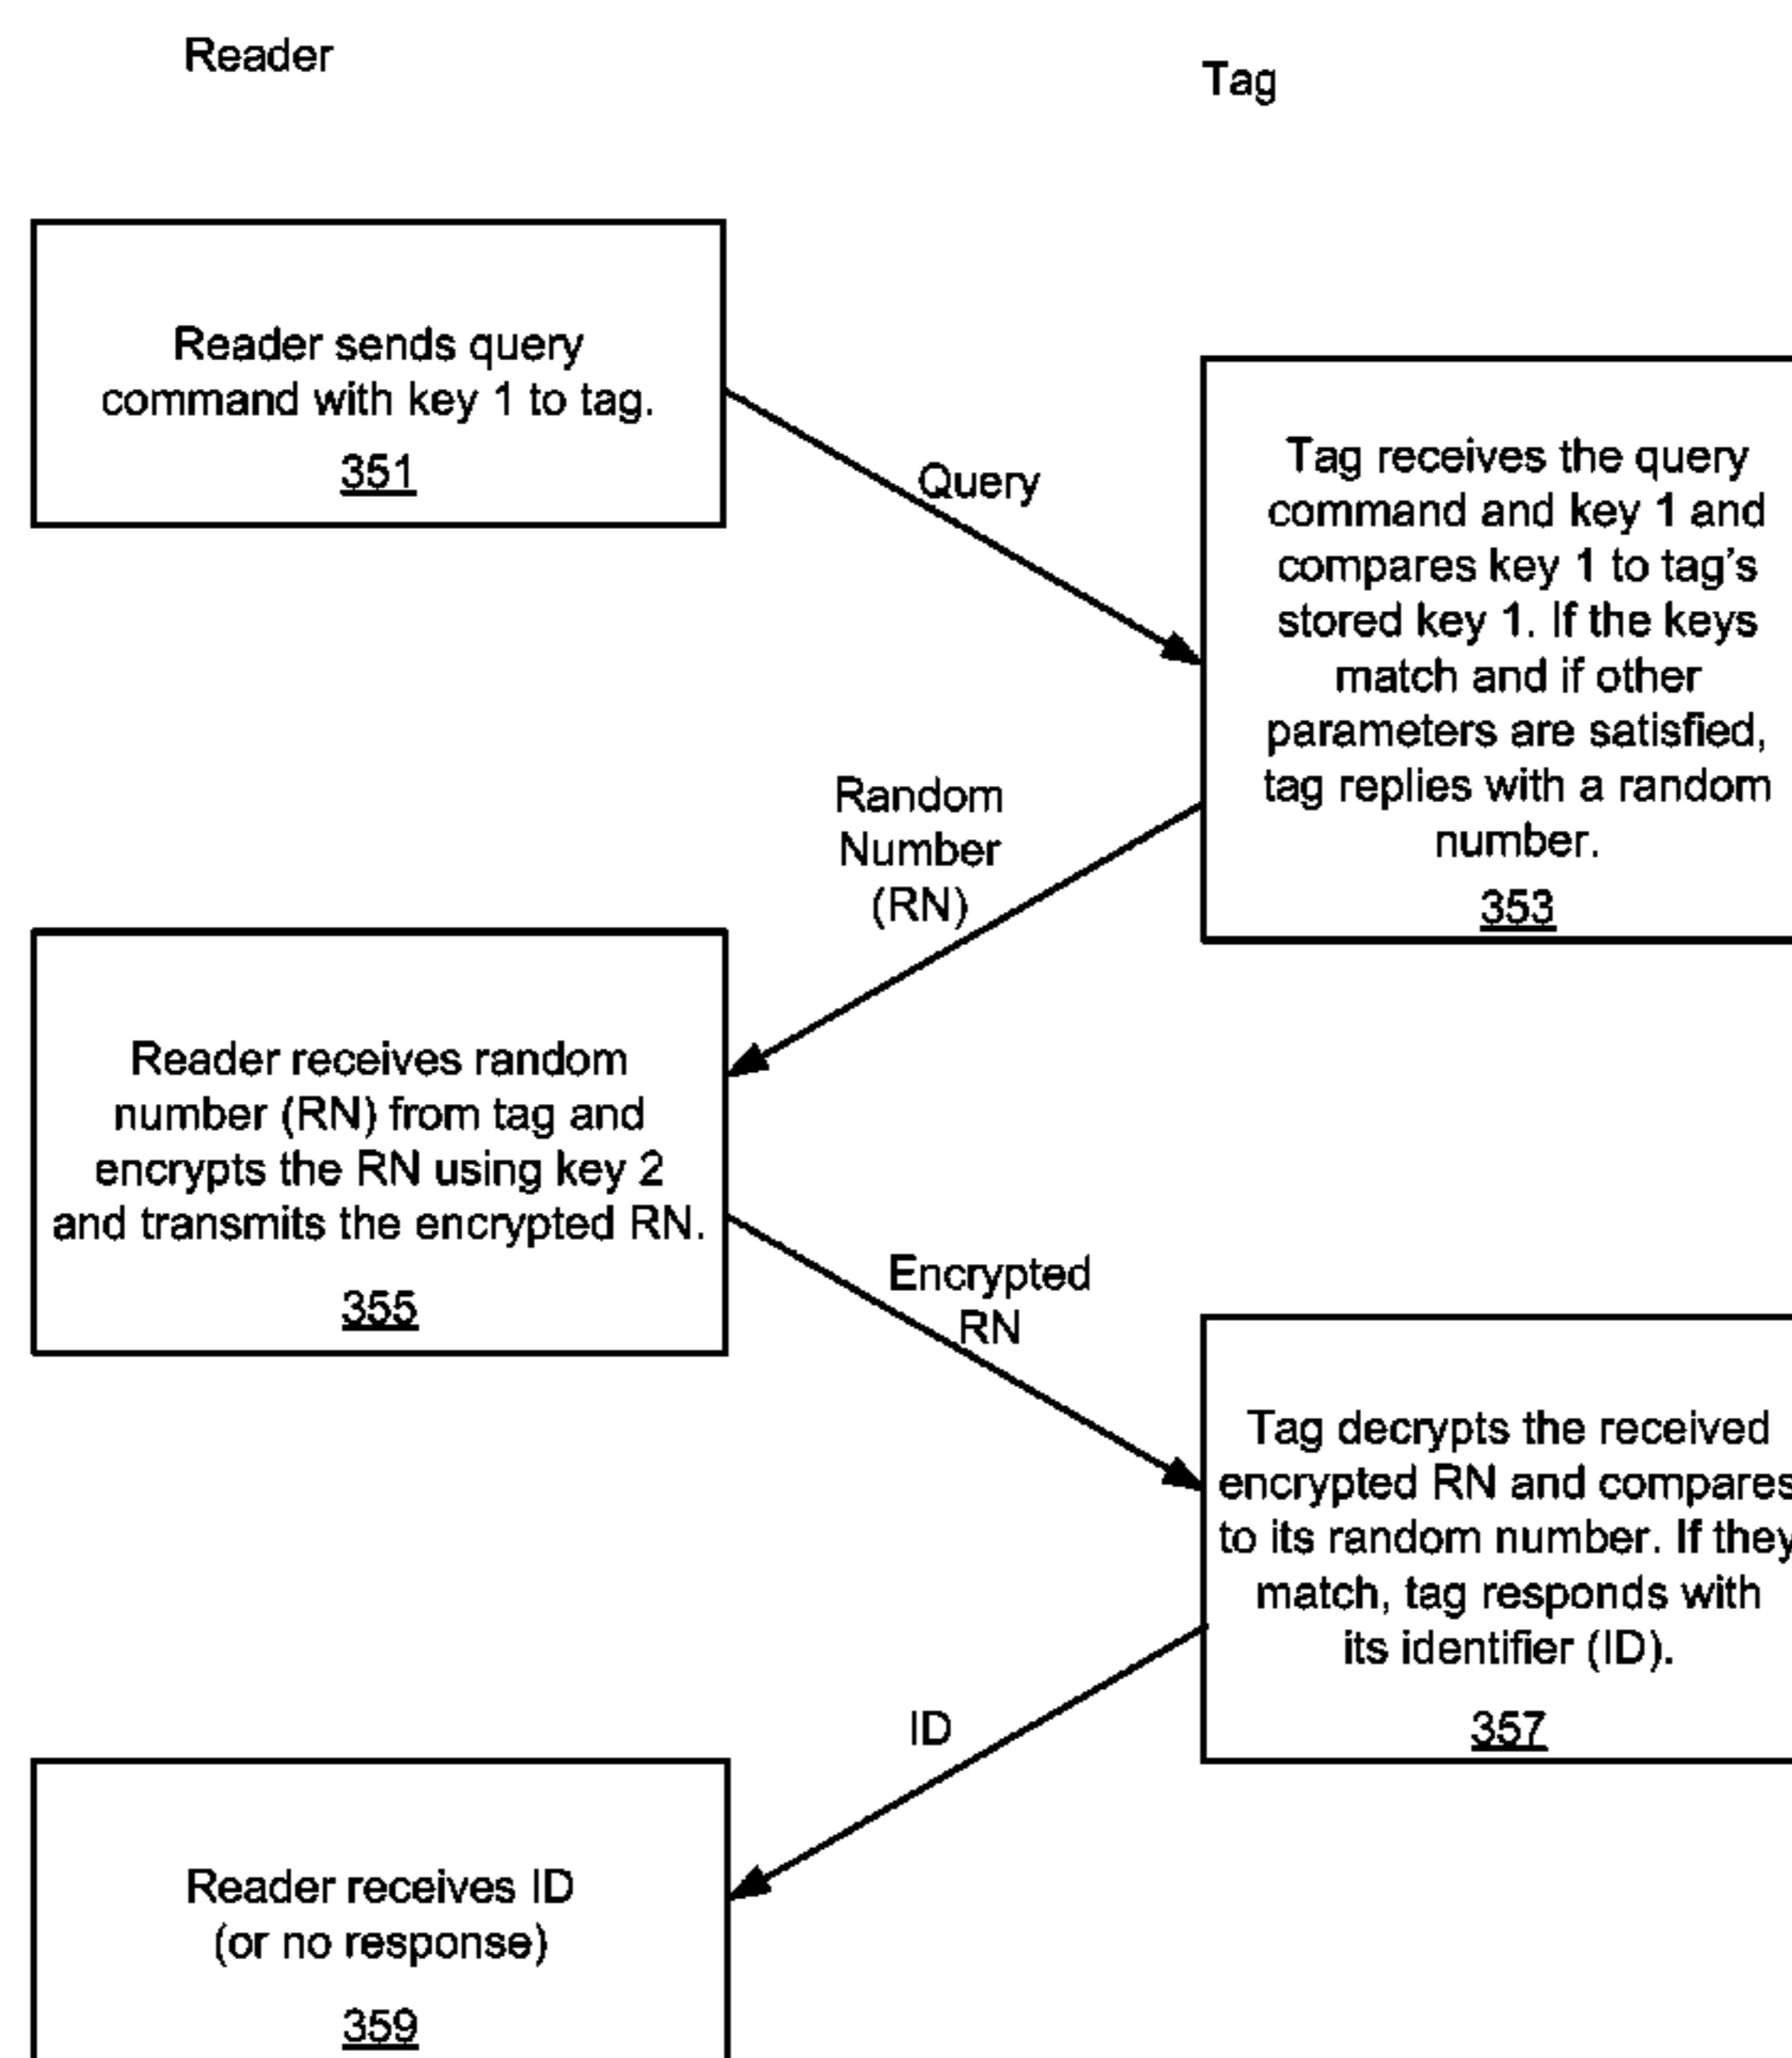 Reader
Tag
Reader sends query
command with key 1 to tag.
351
Query
Tag receives the query
command and key 1 and
compares key 1 to tag's
stored key 1. If the keys
match and if other
parameters are satisfied,
tag replies with a random
number.
353
Random
Number
(RN)
Reader receives random
number (RN) from tag and
encrypts the RN using key 2
and transmits the encrypted RN.
355
Encrypted
RN
Tag decrypts the received
encrypted RN and compares
to its random number. If they
match, tag responds with
its identifier (ID).
357
ID
Reader receives ID
(or no response)
359